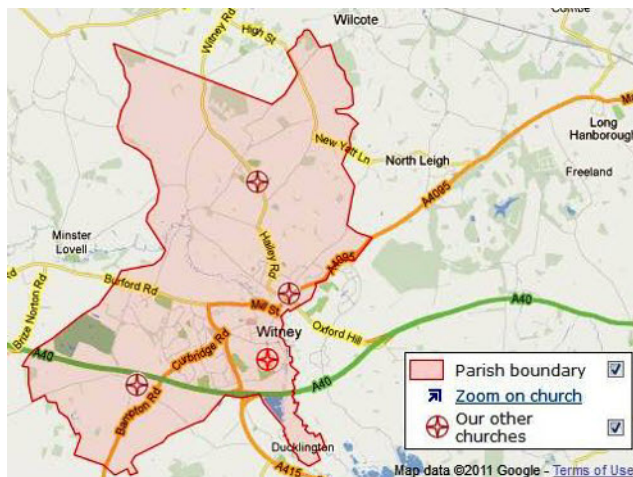 Wilcote
Combe
Witney Rd
High St
Long
Hanborough
New Yatt Ln
North Leigh
Freeland
A4095
Minster
Lovell
Hailey Rd
A4095
Burford Rd
Brize Norton Rd
Mill St
A40
Witney
Oxford Hill
Curbridge Rd
A40
A40
Bampton Rd
Ducklington
A415
Parish boundary
Zoom on church
Our other
churches
Map data ©2011 Google - Terms of Use